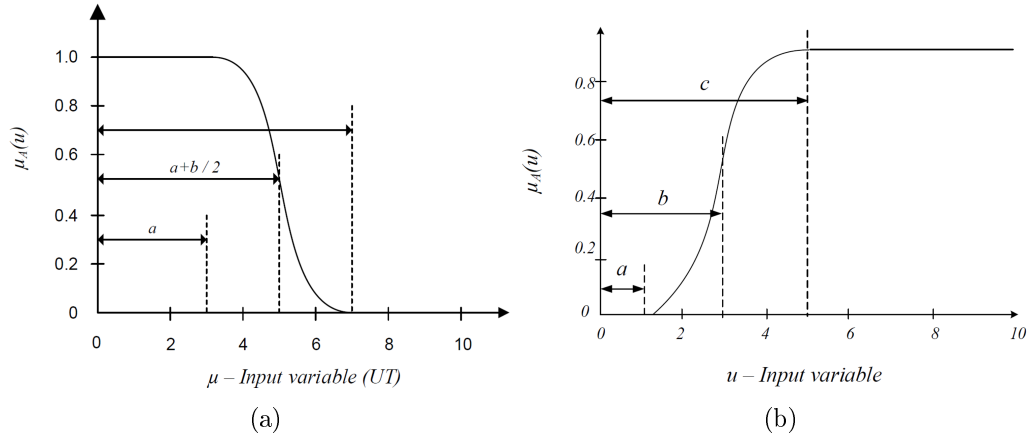 1.0
0.8
0.6
0.4
0.2
0
μA(u)
a+b / 2
a
0 2 4 6 8 10
μ – Input variable (UT)
(a)
0.8
0.6
0.4
0.2
0
μA(u)
c
b
a
0 2 4 6 8 10
u – Input variable
(b)